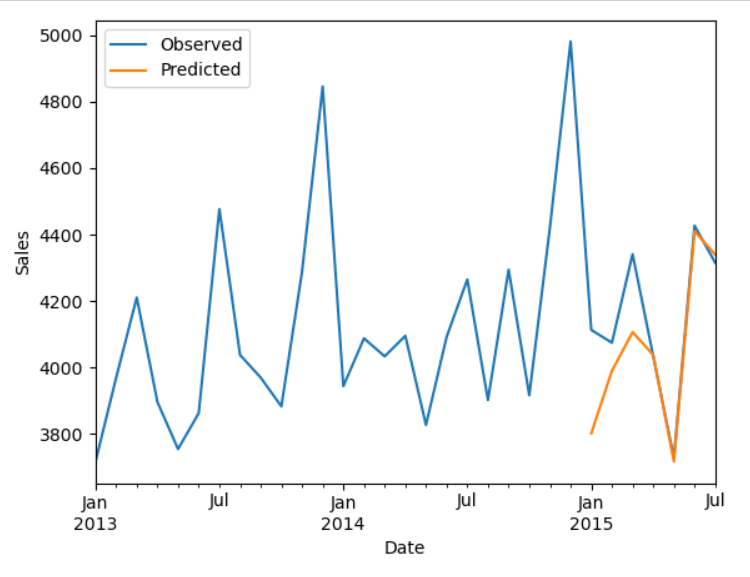 Observed
Predicted
5000
4800
4600
4400
4200
4000
3800
Sales
Jan
2013
Jul
Jan
2014
Jul
Jan
2015
Jul
Date